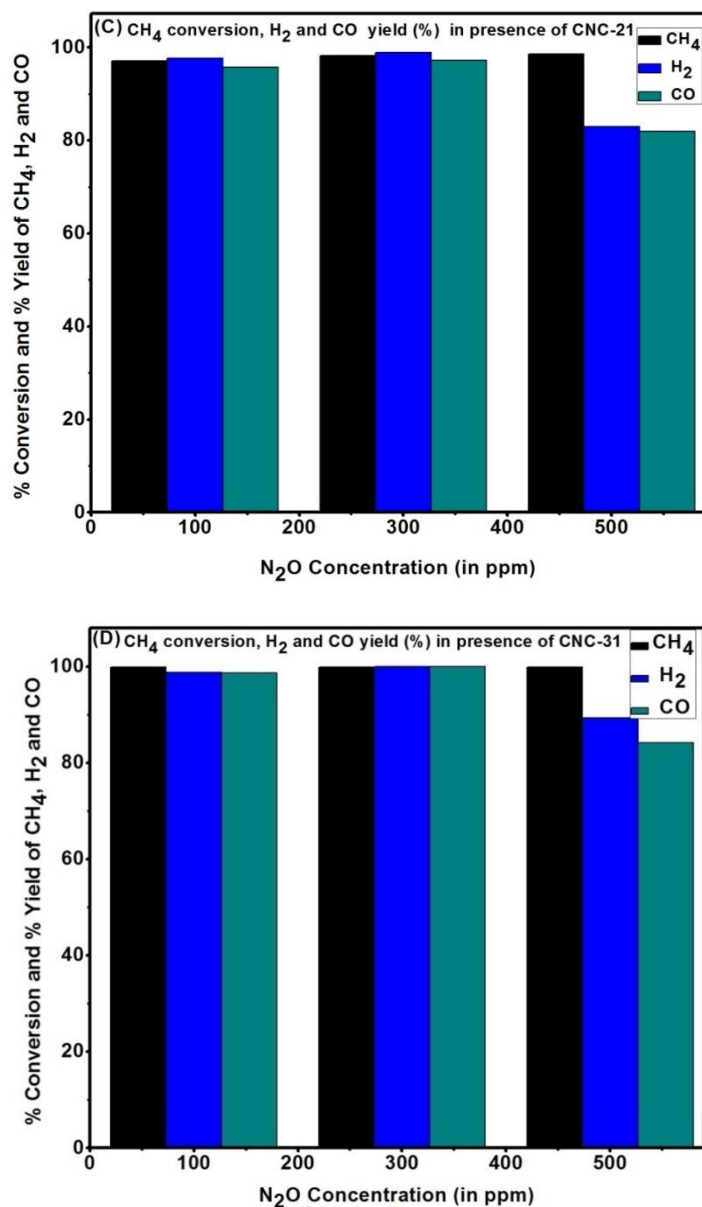 (C) CH4 conversion, H2 and CO yield (%) in presence of CNC-21
CH4
H2
CO
% Conversion and % Yield of CH4, H2 and CO
100
80
60
40
20
0
0 100 200 300 400 500
N2O Concentration (in ppm)
(D) CH4 conversion, H2 and CO yield (%) in presence of CNC-31
CH4
H2
CO
% Conversion and % Yield of CH4, H2 and CO
100
80
60
40
20
0
0 100 200 300 400 500
N2O Concentration (in ppm)